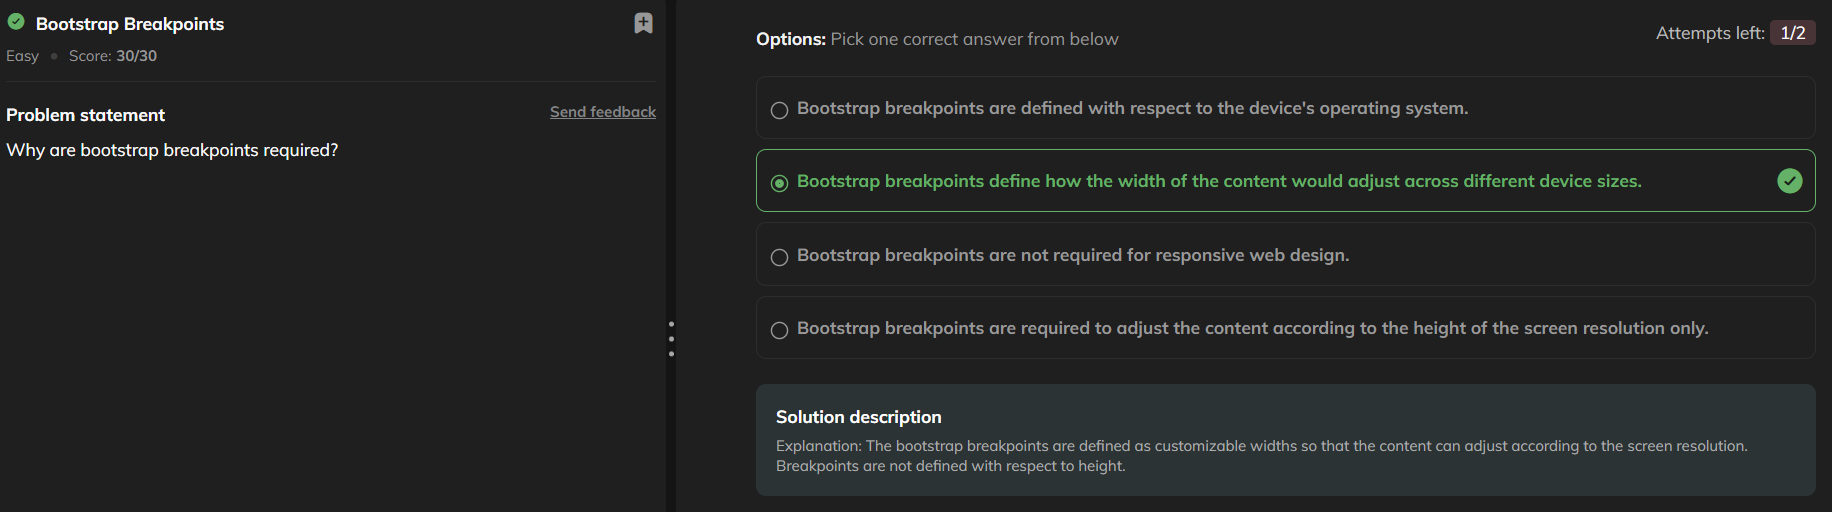 Bootstrap Breakpoints
Easy Score: 30/30
Problem statement
Send feedback
Why are bootstrap breakpoints required?
Options: Pick one correct answer from below
Attempts left: 1/2
Bootstrap breakpoints are defined with respect to the device's operating system.
Bootstrap breakpoints define how the width of the content would adjust across different device sizes.
Bootstrap breakpoints are not required for responsive web design.
Bootstrap breakpoints are required to adjust the content according to the height of the screen resolution only.
Solution description
Explanation: The bootstrap breakpoints are defined as customizable widths so that the content can adjust according to the screen resolution.
Breakpoints are not defined with respect to height.